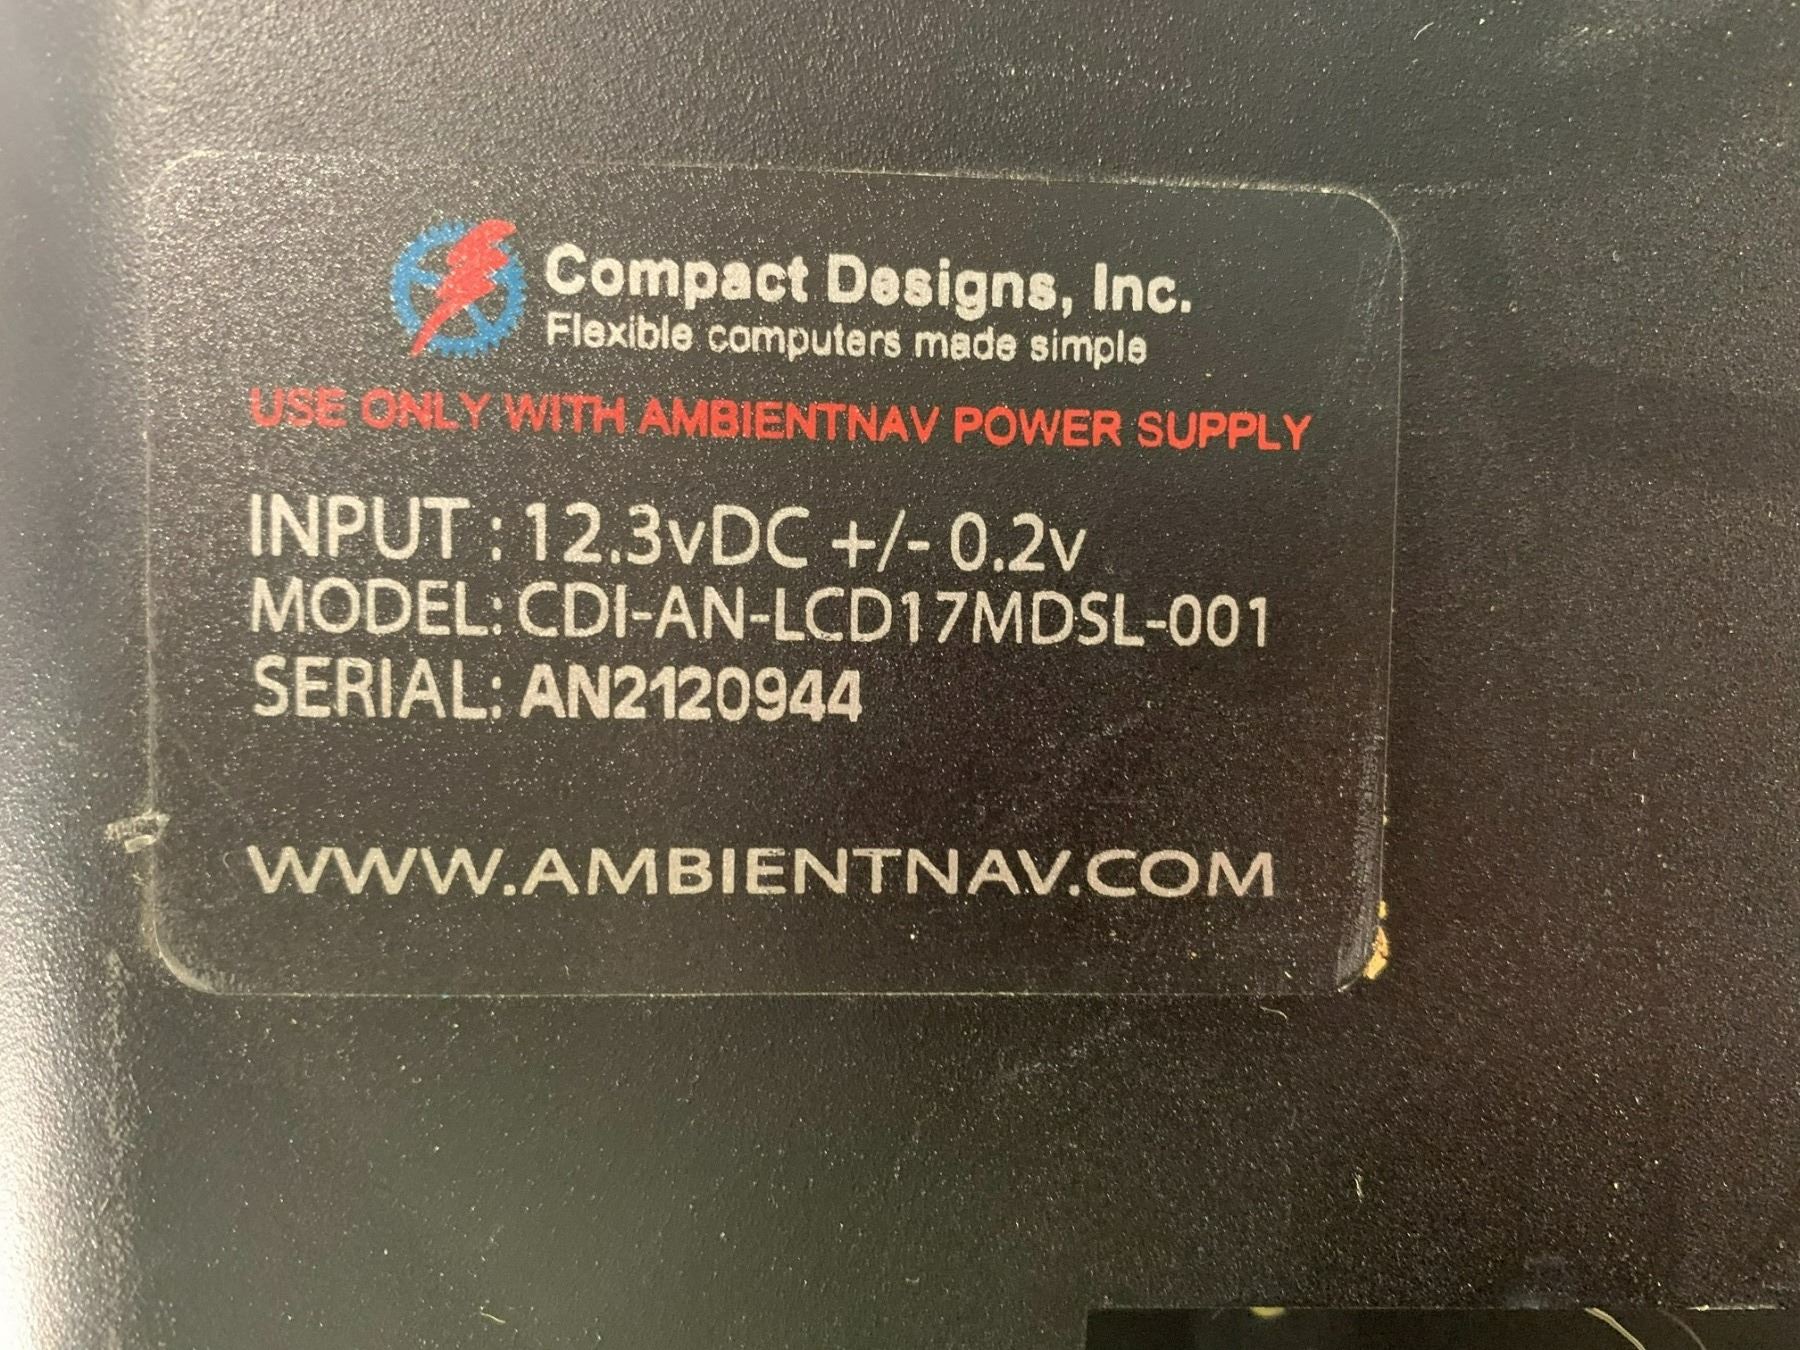 Compact Designs, Inc.
Flexible computers made simple
USE ONLY WITH AMBIENTNAV POWER SUPPLY
INPUT : 12.3vDC +/- 0.2v
MODEL: CDI-AN-LCD17MDSL-001
SERIAL: AN2120944
WWW.AMBIENTNAV.COM